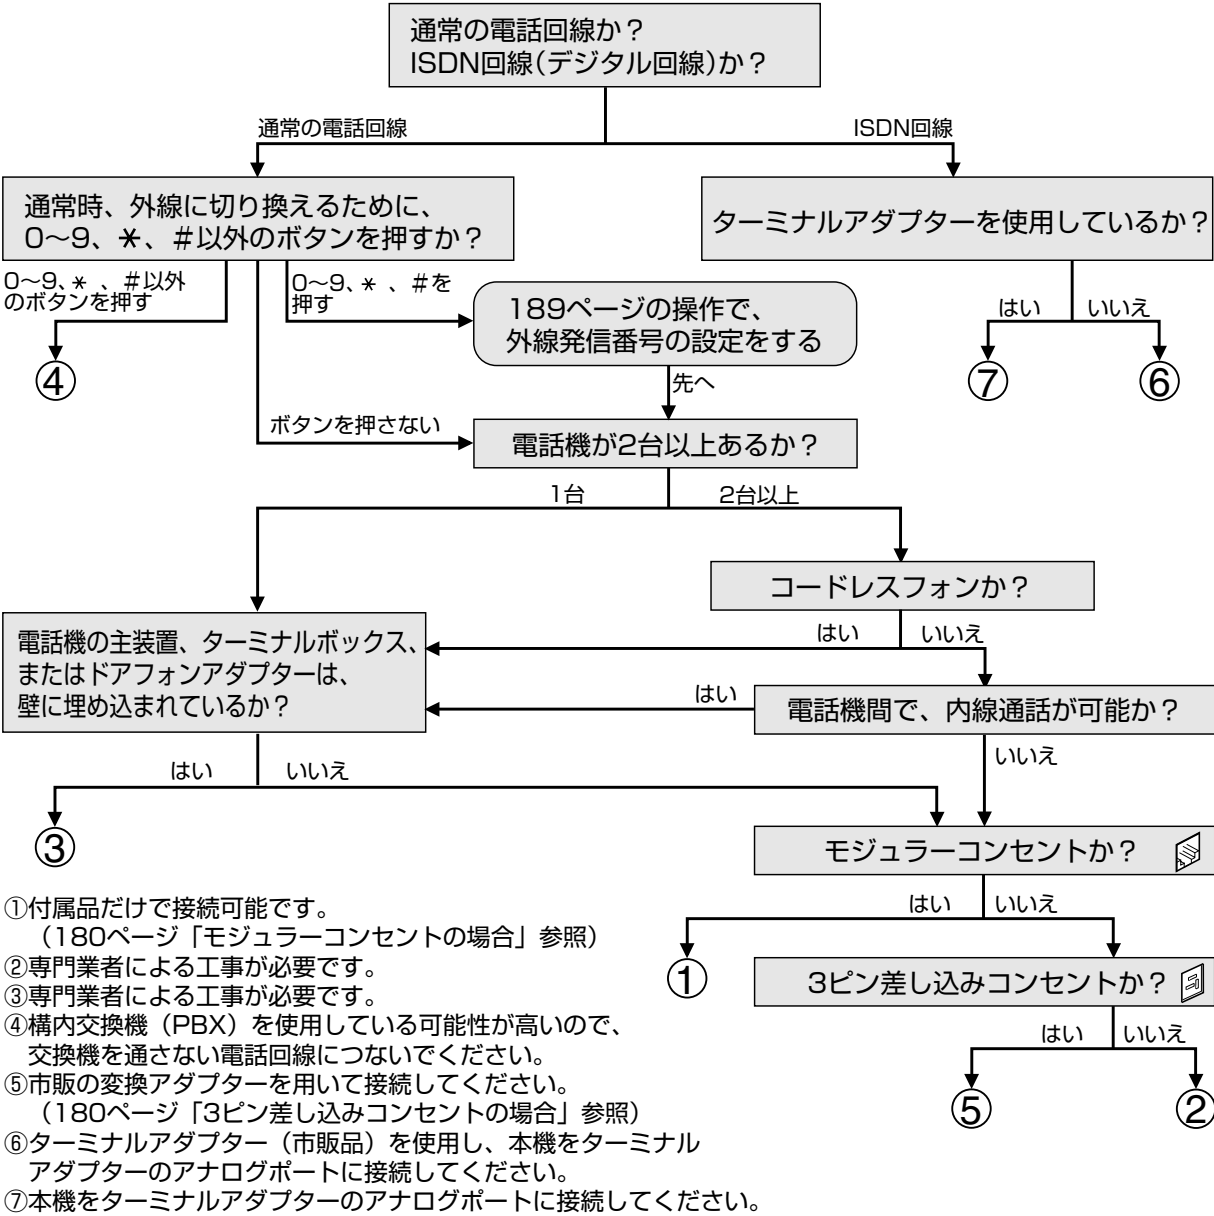 通常の電話回線か？
ISDN回線（デジタル回線）か？
通常の電話回線
ISDN回線
通常時、外線に切り換えるために、
0～9、＊、＃以外のボタンを押すか？
ターミナルアダプターを使用しているか？
0～9、＊、＃以外
のボタンを押す
0～9、＊、＃を
押す
189ページの操作で、
外線発信番号の設定をする
はい
いいえ
④
⑦
⑥
先へ
ボタンを押さない
電話機が2台以上あるか？
1台
2台以上
コードレスフォンか？
はい
いいえ
電話機の主装置、ターミナルボックス、
またはドアフォンアダプターは、
壁に埋め込まれているか？
はい
電話機間で、内線通話が可能か？
いいえ
はい
いいえ
③
モジュラーコンセントか？
はい
いいえ
①
3ピン差し込みコンセントか？
はい
いいえ
⑤
②
①付属品だけで接続可能です。
（180ページ「モジュラーコンセントの場合」参照）
②専門業者による工事が必要です。
③専門業者による工事が必要です。
④構内交換機（PBX）を使用している可能性が高いので、
交換機を通さない電話回線につないでください。
⑤市販の変換アダプターを用いて接続してください。
（180ページ「3ピン差し込みコンセントの場合」参照）
⑥ターミナルアダプター（市販品）を使用し、本機をターミナル
アダプターのアナログポートに接続してください。
⑦本機をターミナルアダプターのアナログポートに接続してください。